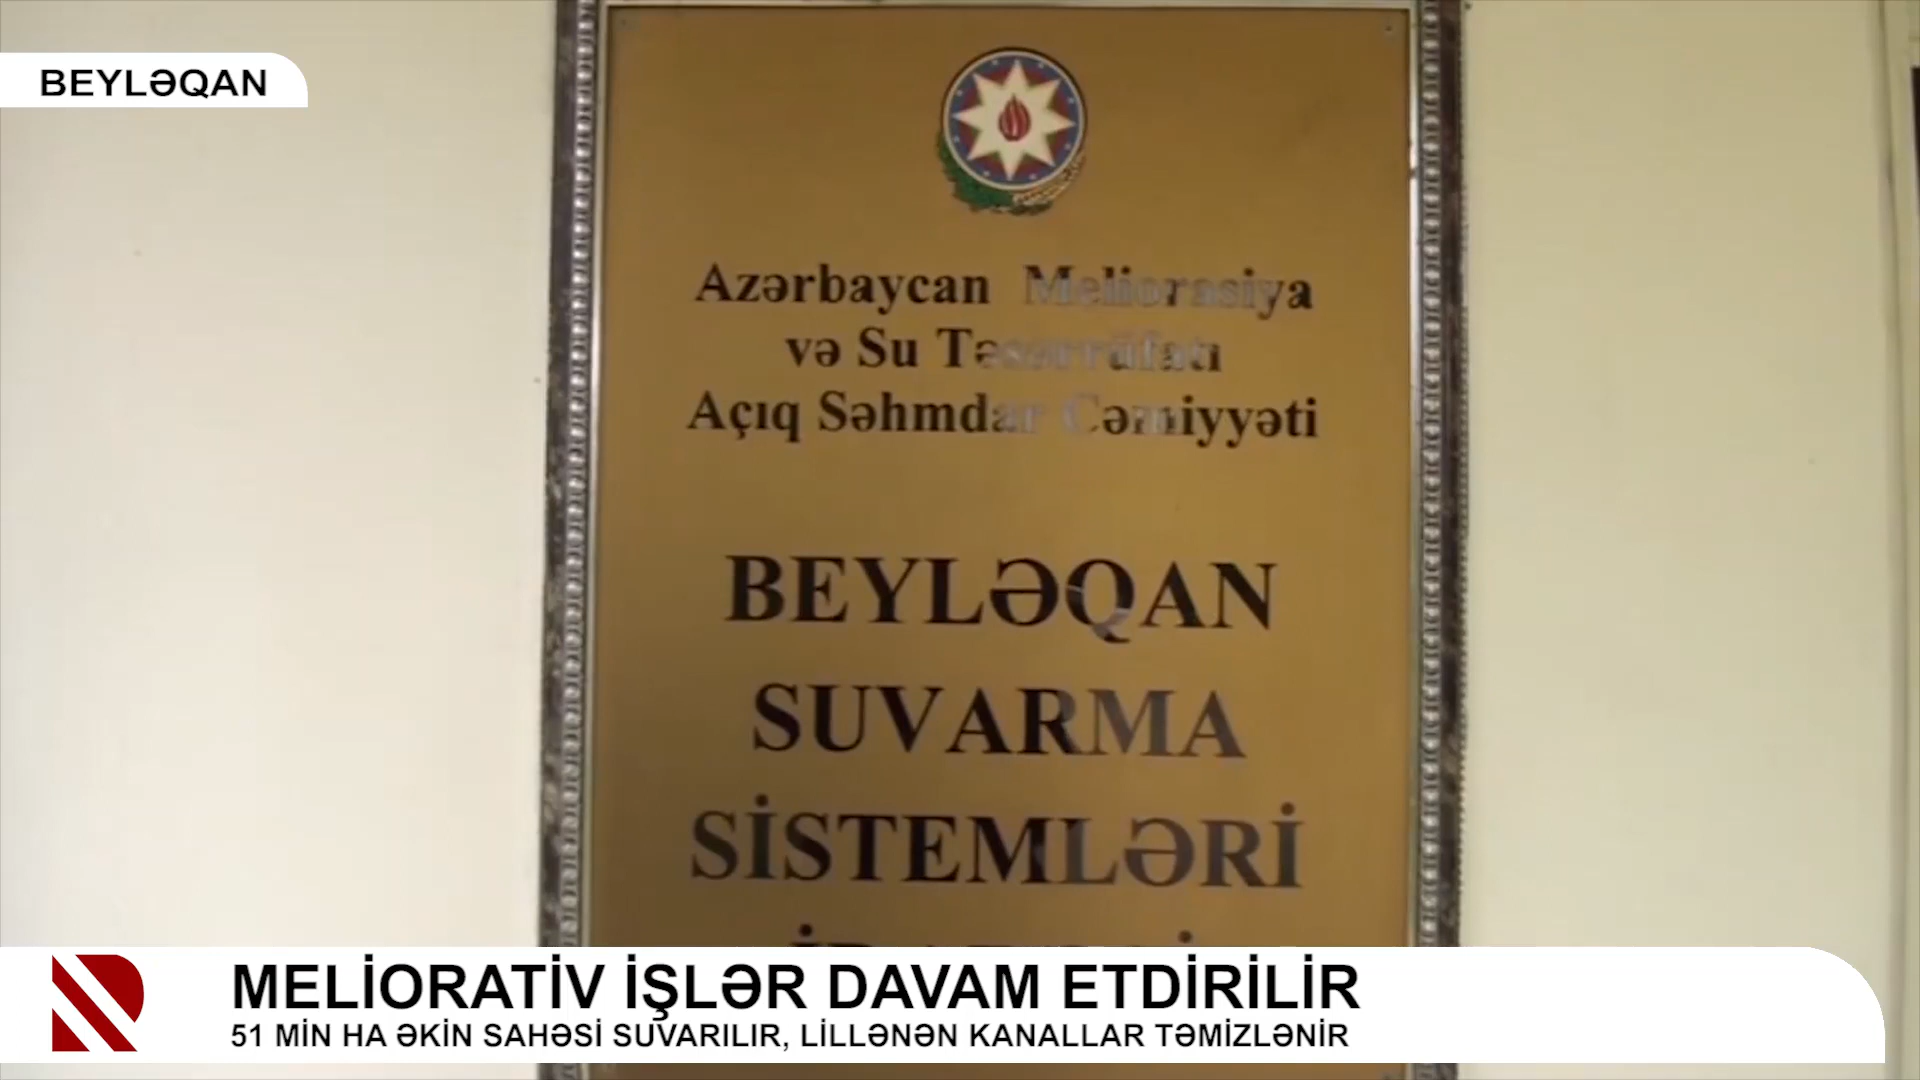 BEYLƏQAN
Azərbaycan Meliorasiya
və Su Təsərrüfatı
Açıq Səhmdar Cəmiyyəti
BEYLƏQAN
SUVARMA
SİSTEMLƏRİ
MELİORATİV İŞLƏR DAVAM ETDİRİLİR
51 MİN HA ƏKİN SAHƏSİ SUVARILIR, LİLLƏNƏN KANALLAR TƏMİZLƏNİR